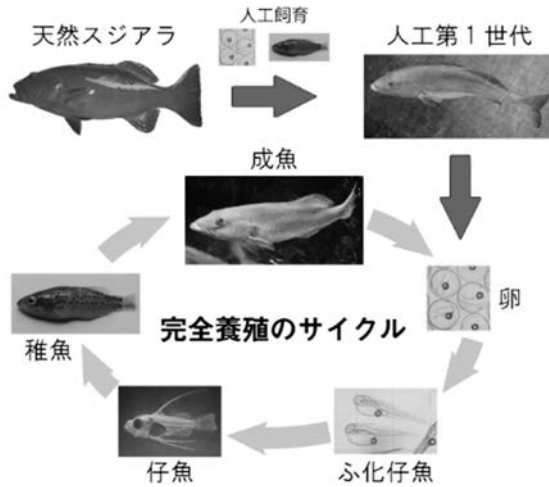 人工飼育
天然スジアラ
人工第1世代
成魚
卵
完全養殖のサイクル
稚魚
仔魚
ふ化仔魚